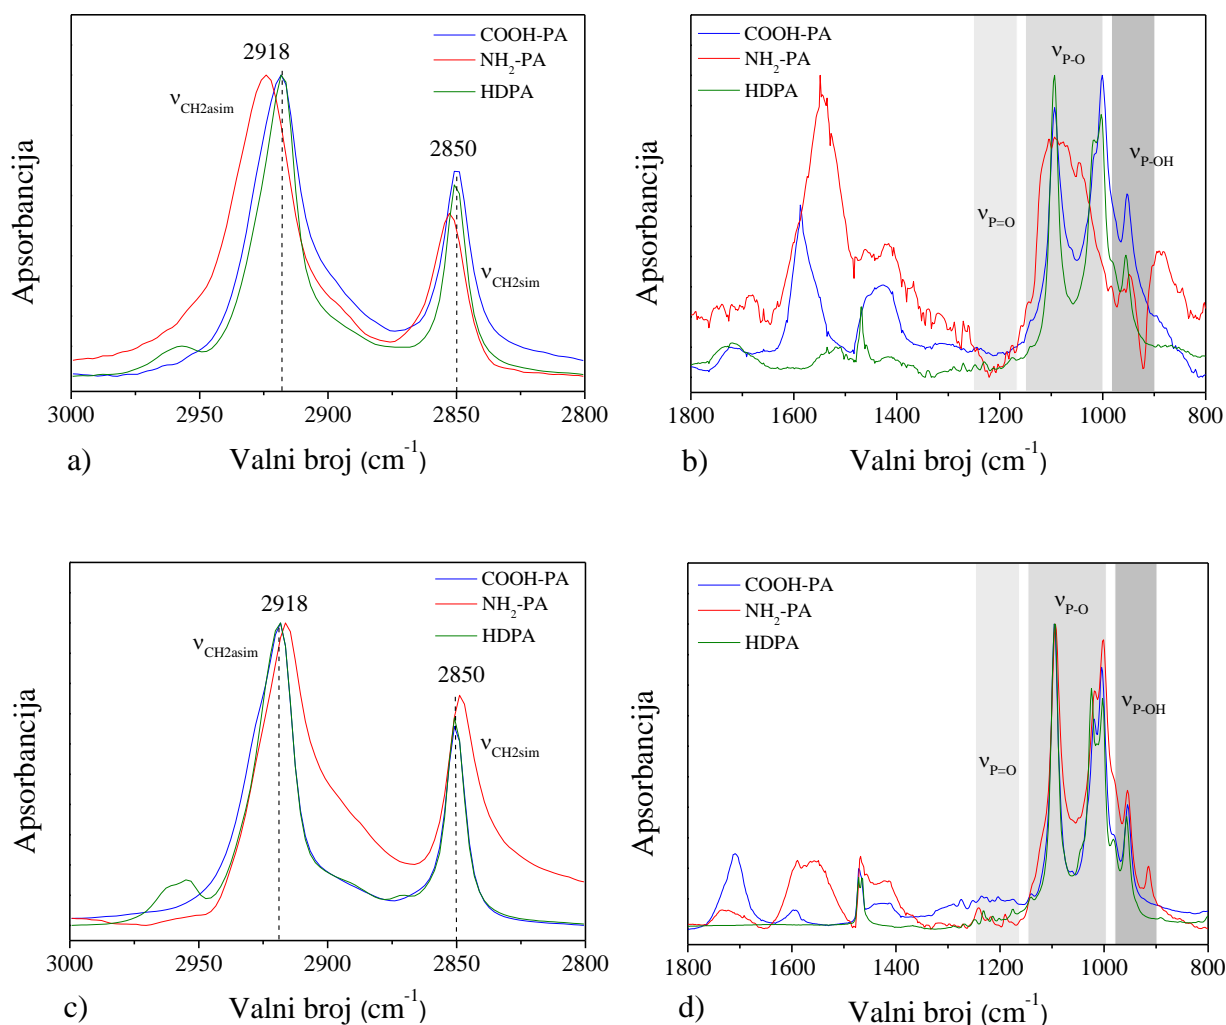 COOH-PA
NH2-PA
HDPA
2918
νCH2asim
2850
νCH2sim
Apsorbancija
3000 2950 2900 2850 2800
a) Valni broj (cm-1)
COOH-PA
NH2-PA
HDPA
νP-O
νP-OH
νP=O
Apsorbancija
1800 1600 1400 1200 1000 800
b) Valni broj (cm-1)
COOH-PA
NH2-PA
HDPA
2918
νCH2asim
2850
νCH2sim
Apsorbancija
3000 2950 2900 2850 2800
c) Valni broj (cm-1)
COOH-PA
NH2-PA
HDPA
νP-O
νP-OH
νP=O
Apsorbancija
1800 1600 1400 1200 1000 800
d) Valni broj (cm-1)